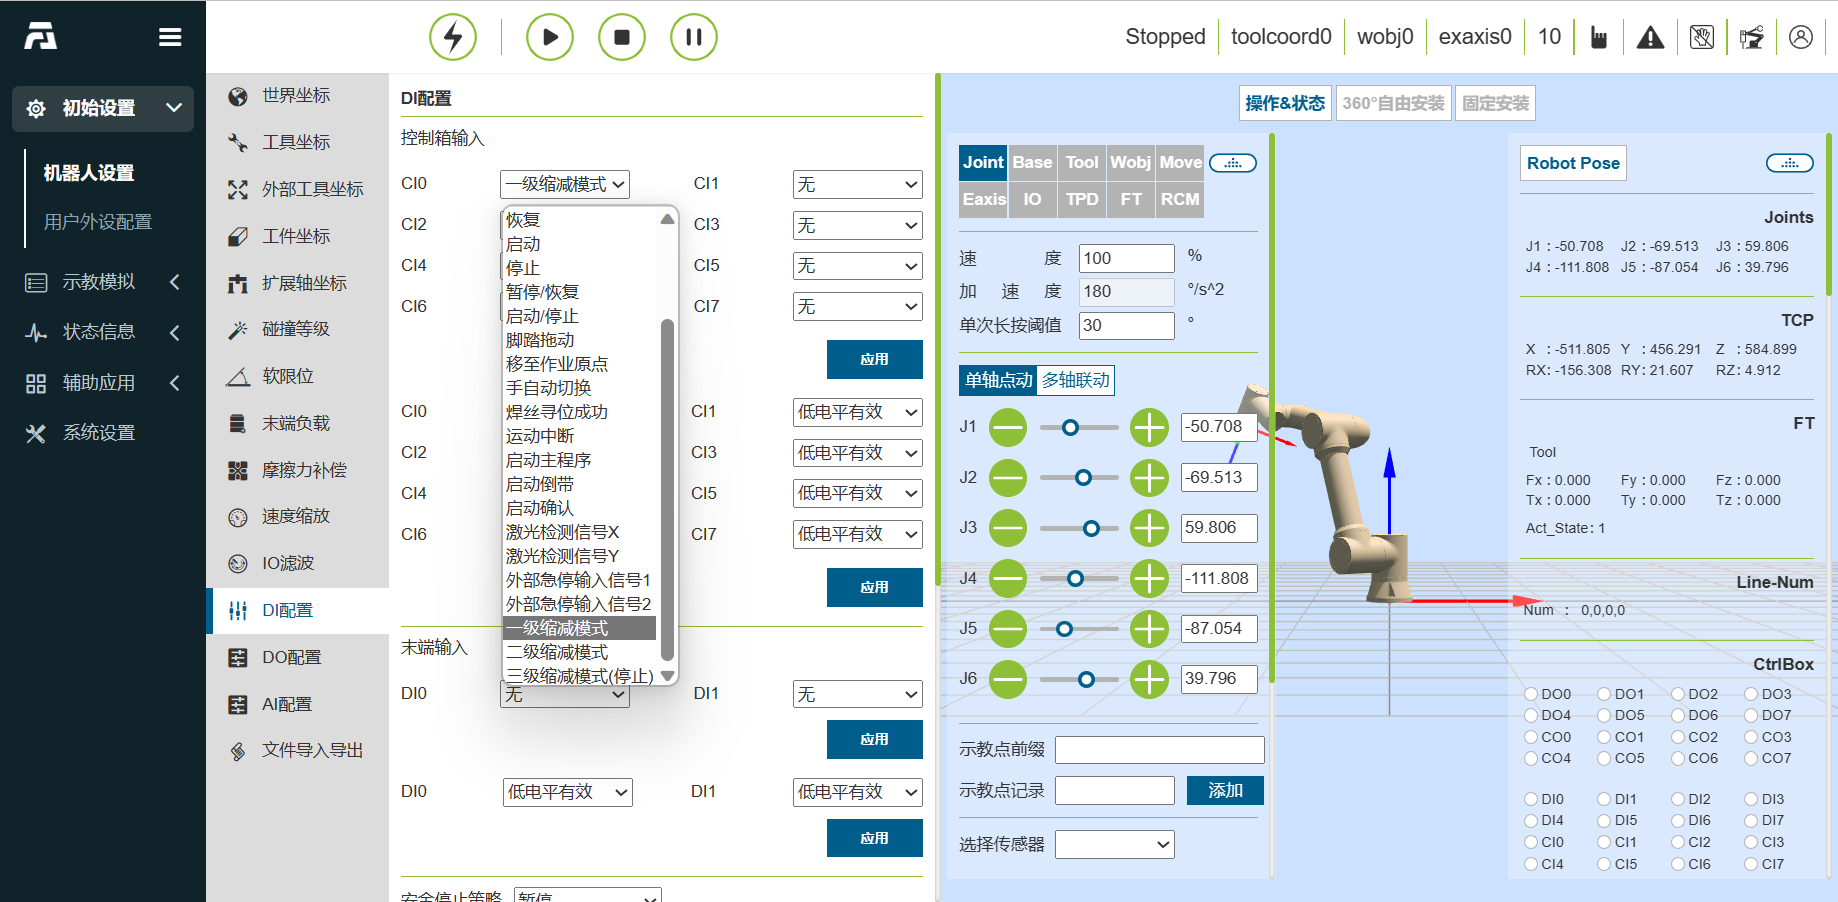 Stopped toolcoord0 wobj0 exaxis0 10
初始设置
机器人设置
用户外设配置
示教模拟
状态信息
辅助应用
系统设置
世界坐标
工具坐标
外部工具坐标
工件坐标
扩展轴坐标
碰撞等级
软限位
末端负载
摩擦力补偿
速度缩放
IO滤波
DI配置
DO配置
AI配置
文件导入导出
DI配置
控制箱输入
CI0 一级缩减模式 CI1 无
CI2 CI3 无
CI4 CI5 无
CI6 CI7 无
应用
恢复
启动
停止
暂停/恢复
启动/停止
脚踏拖动
移至作业原点
手自动切换
焊丝寻位成功
运动中断
启动主程序
启动倒带
启动确认
激光检测信号X
激光检测信号Y
外部急停输入信号1
外部急停输入信号2
一级缩减模式
二级缩减模式
三级缩减模式(停止)
CI0 CI1 低电平有效
CI2 CI3 低电平有效
CI4 CI5 低电平有效
CI6 CI7 低电平有效
应用
末端输入
DI0 无 DI1 无
应用
DI0 低电平有效 DI1 低电平有效
应用
安全停止策略 暂停
操作&状态 360°自由安装 固定安装
Joint Base Tool Wobj Move
Eaxis IO TPD FT RCM
速度 100 %
加速度 180 °/s^2
单次长按阈值 30 °
单轴点动 多轴联动
J1 -50.708
J2 -69.513
J3 59.806
J4 -111.808
J5 -87.054
J6 39.796
示教点前缀
示教点记录 添加
选择传感器
Robot Pose
Joints
J1 : -50.708 J2 : -69.513 J3 : 59.806
J4 : -111.808 J5 : -87.054 J6 : 39.796
TCP
X : -511.805 Y : 456.291 Z : 584.899
RX: -156.308 RY: 21.607 RZ: 4.912
FT
Tool
Fx : 0.000 Fy : 0.000 Fz : 0.000
Tx : 0.000 Ty : 0.000 Tz : 0.000
Act_State: 1
Line-Num
Num : 0,0,0,0
CtrlBox
DO0 DO1 DO2 DO3
DO4 DO5 DO6 DO7
CO0 CO1 CO2 CO3
CO4 CO5 CO6 CO7
DI0 DI1 DI2 DI3
DI4 DI5 DI6 DI7
CI0 CI1 CI2 CI3
CI4 CI5 CI6 CI7